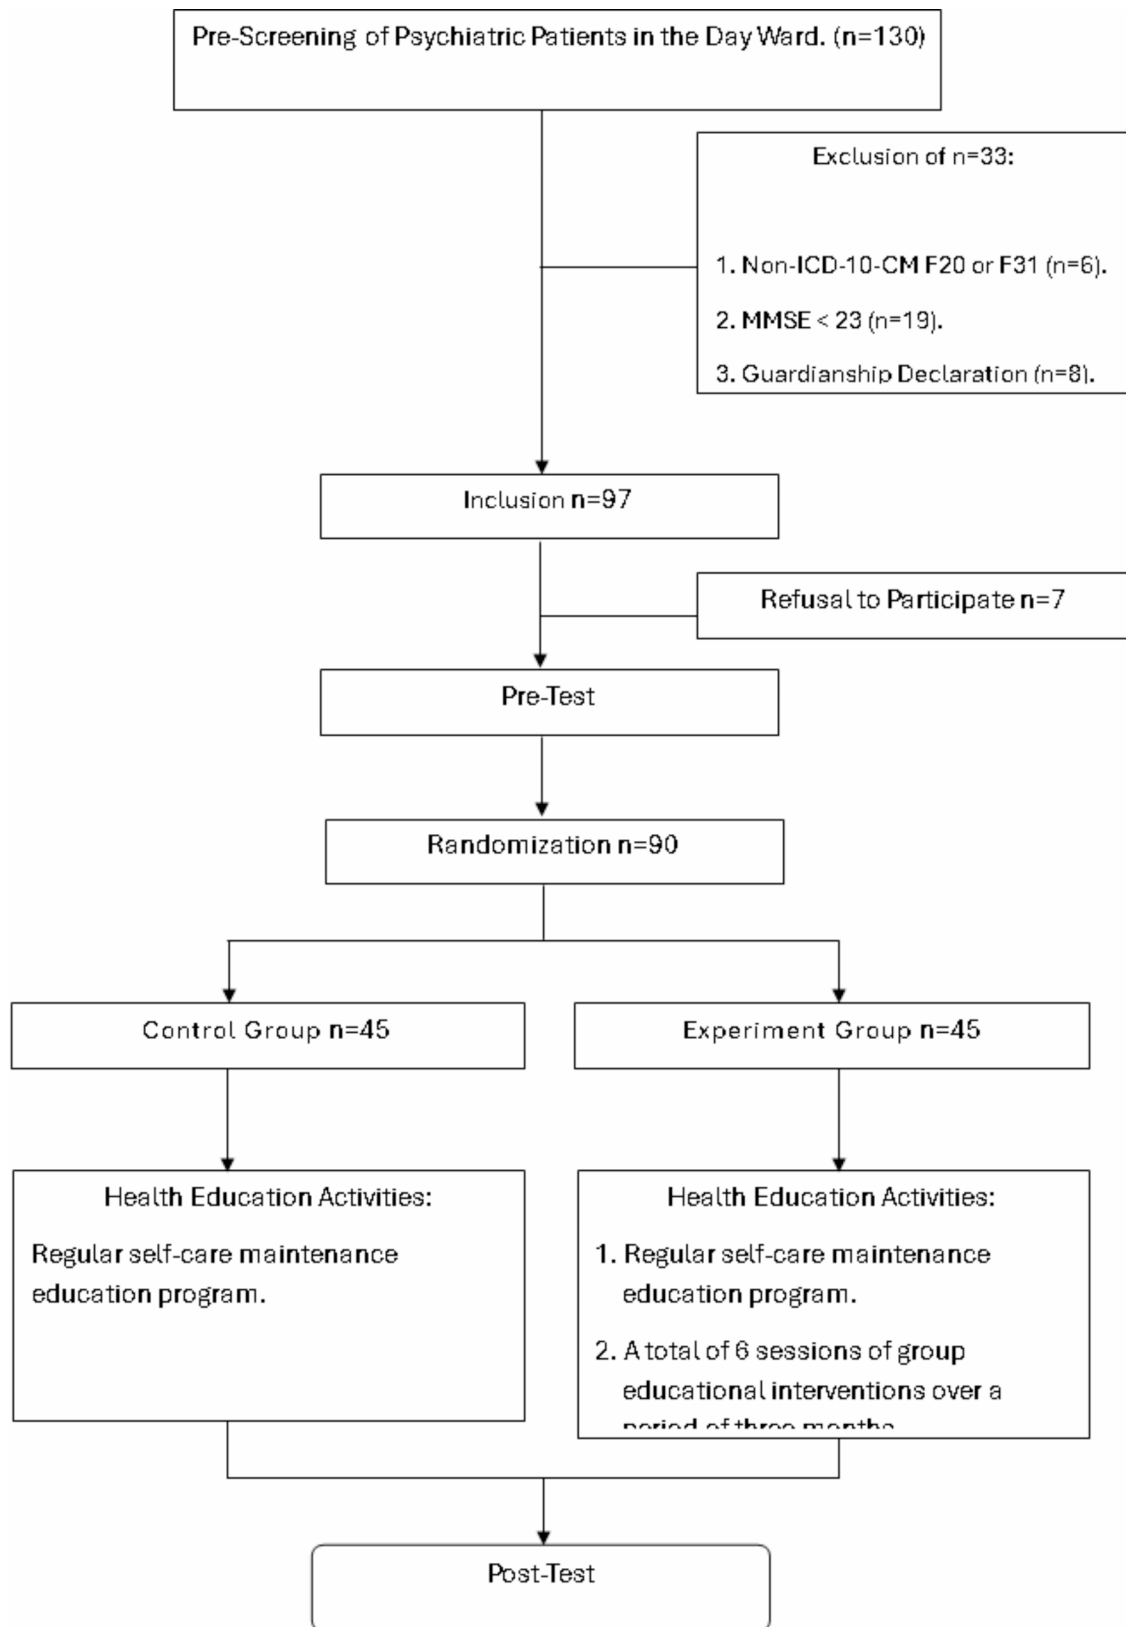 Pre-Screening of Psychiatric Patients in the Day Ward. (n=130)
Exclusion of n=33:
1. Non-ICD-10-CM F20 or F31 (n=6).
2. MMSE < 23 (n=19).
3. Guardianship Declaration (n=8).
Inclusion n=97
Refusal to Participate n=7
Pre-Test
Randomization n=90
Control Group n=45
Experiment Group n=45
Health Education Activities:
Regular self-care maintenance
education program.
Health Education Activities:
1. Regular self-care maintenance
education program.
2. A total of 6 sessions of group
educational interventions over a
period of three months
Post-Test